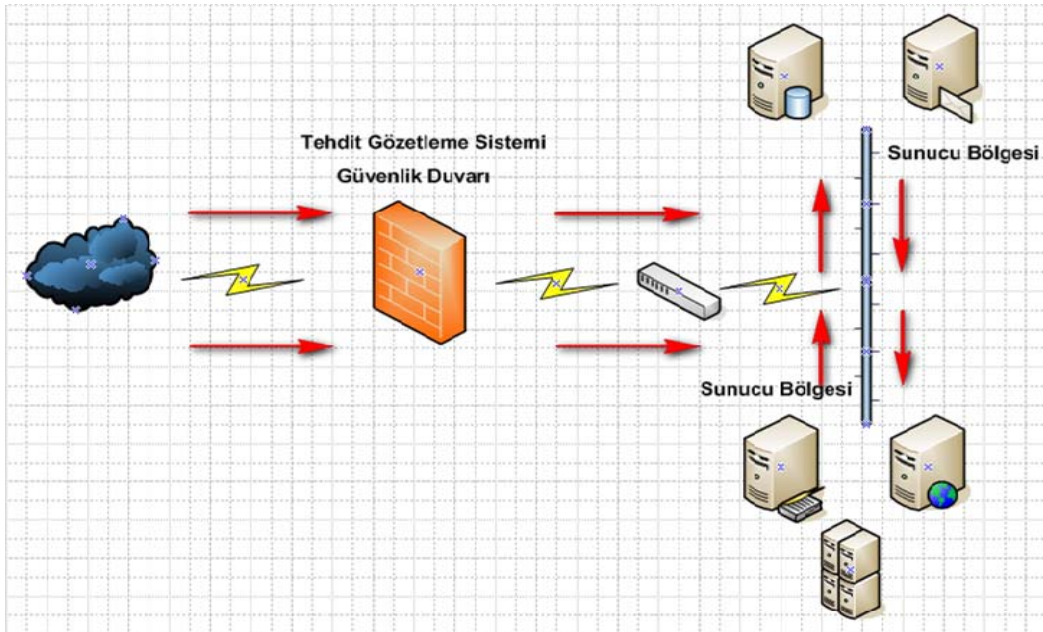 Tehdit Gözetleme Sistemi
Güvenlik Duvarı
Sunucu Bölgesi
Sunucu Bölgesi